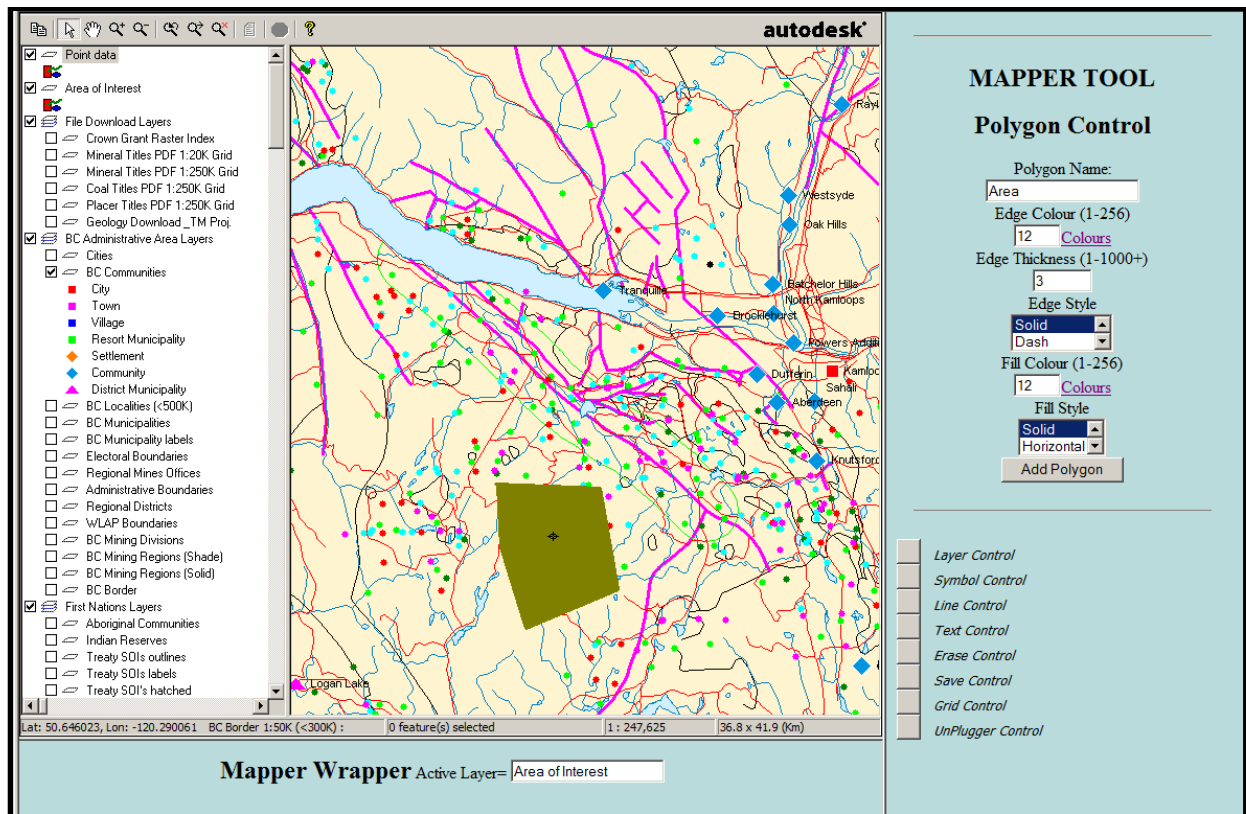 autodesk
Point data
Area of Interest
File Download Layers
Crown Grant Raster Index
Mineral Titles PDF 1:20K Grid
Mineral Titles PDF 1:250K Grid
Coal Titles PDF 1:250K Grid
Placer Titles PDF 1:250K Grid
Geology Download _TM Proj.
BC Administrative Area Layers
Cities
BC Communities
City
Town
Village
Resort Municipality
Settlement
Community
District Municipality
BC Localities (<500K)
BC Municipalities
BC Municipality labels
Electoral Boundaries
Regional Mines Offices
Administrative Boundaries
Regional Districts
WLAP Boundaries
BC Mining Divisions
BC Mining Regions (Shade)
BC Mining Regions (Solid)
BC Border
First Nations Layers
Aboriginal Communities
Indian Reserves
Treaty SOIs outlines
Treaty SOIs labels
Treaty SOI's hatched
Rayl
Westsyde
Oak Hills
Batchelor Hills
Tranquille
North Kamloops
Brocklehurst
Powers Additi
Dufferin
Kamloo
Sahali
Aberdeen
Knutsford
Logan Lake
Lat: 50.646023, Lon: -120.290061 BC Border 1:50K (<300K) :
0 feature(s) selected
1 : 247,625
36.8 x 41.9 (Km)
Mapper Wrapper Active Layer= Area of Interest
MAPPER TOOL
Polygon Control
Polygon Name:
Area
Edge Colour (1-256)
12 Colours
Edge Thickness (1-1000+)
3
Edge Style
Solid
Dash
Fill Colour (1-256)
12 Colours
Fill Style
Solid
Horizontal
Add Polygon
Layer Control
Symbol Control
Line Control
Text Control
Erase Control
Save Control
Grid Control
UnPlugger Control